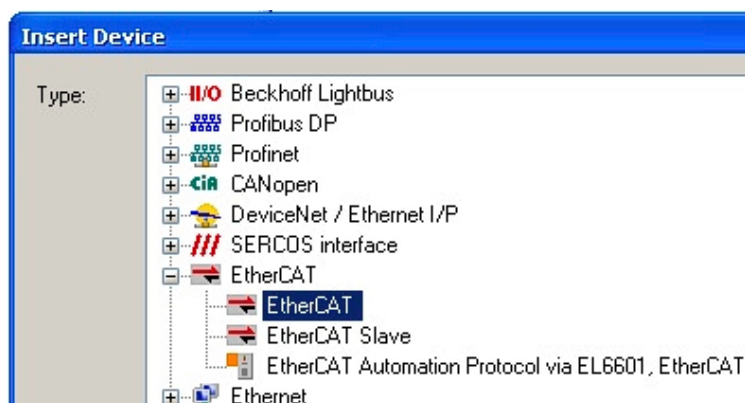 Insert Device
Type:
II/O Beckhoff Lightbus
Profibus DP
Profinet
CiA CANopen
DeviceNet / Ethernet I/P
SERCOS interface
EtherCAT
EtherCAT
EtherCAT Slave
EtherCAT Automation Protocol via EL6601, EtherCAT
Ethernet